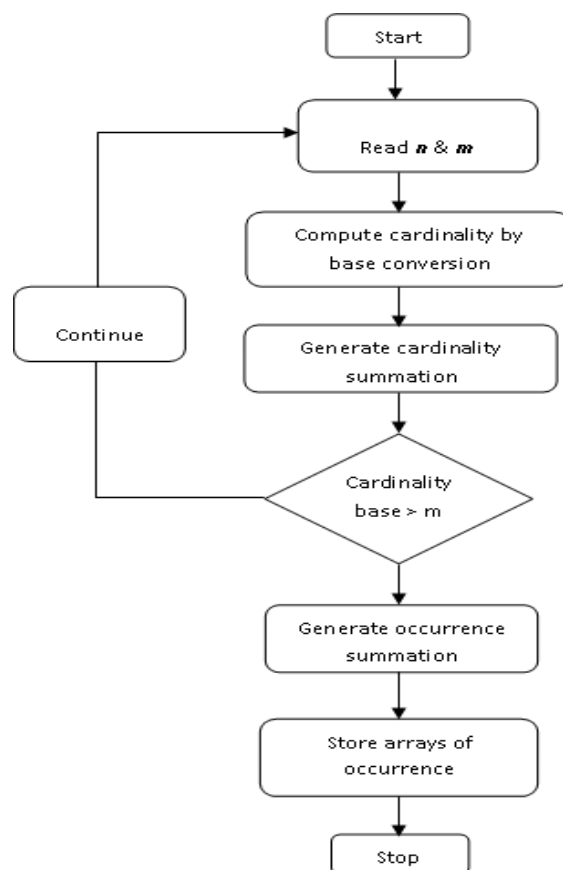 Start
Read n & m
Compute cardinality by
base conversion
Continue
Generate cardinality
summation
Cardinality
base > m
Generate occurrence
summation
Store arrays of
occurrence
Stop